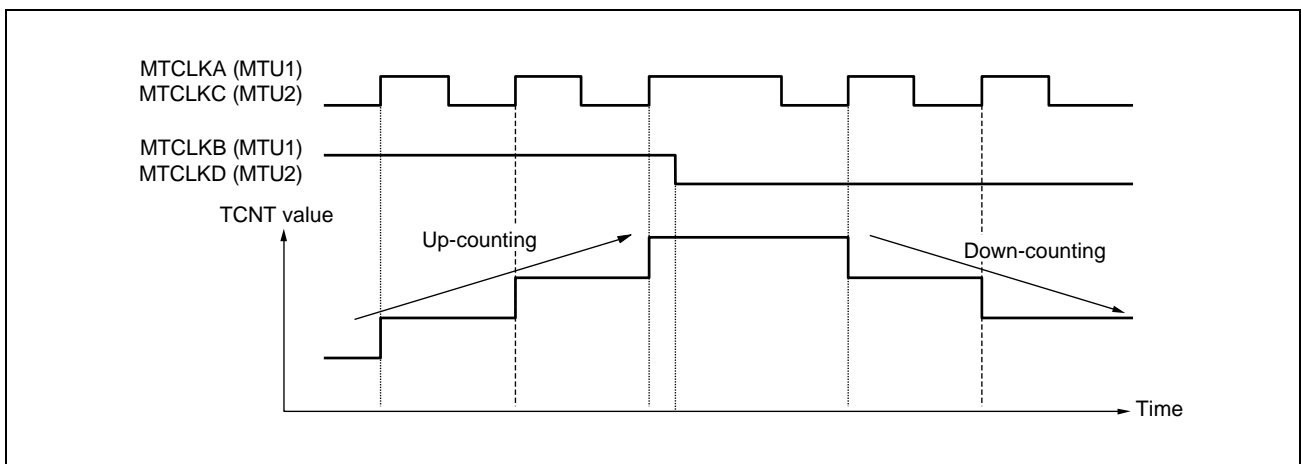 MTCLKA (MTU1)
MTCLKC (MTU2)
MTCLKB (MTU1)
MTCLKD (MTU2)
TCNT value
Up-counting
Down-counting
Time